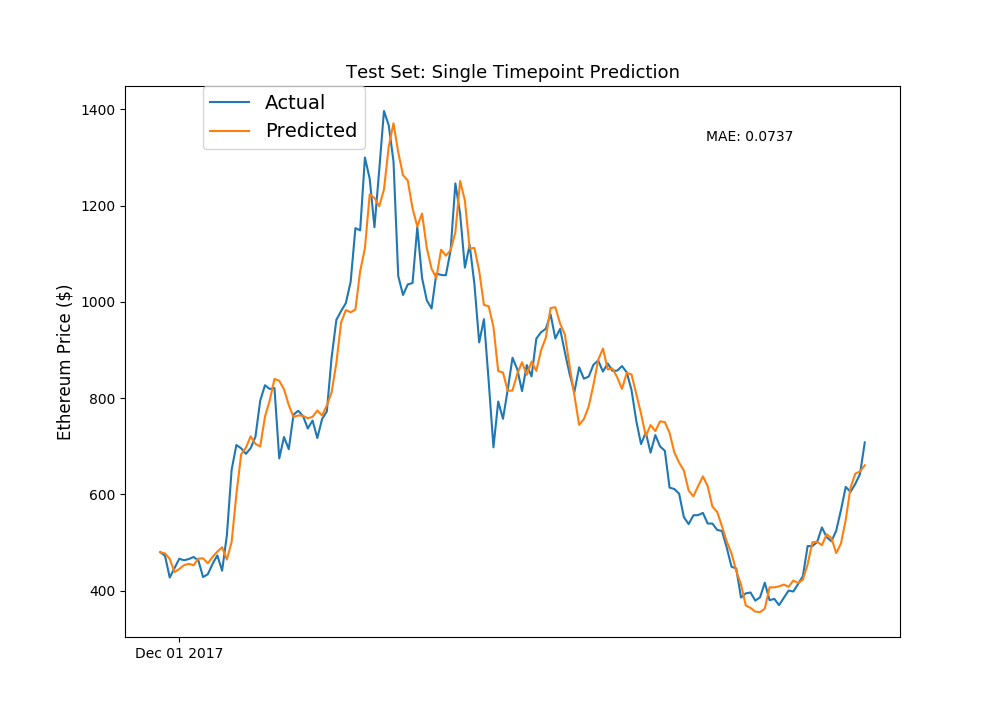 Test Set: Single Timepoint Prediction
Actual
Predicted
MAE: 0.0737
1400
1200
1000
800
600
400
Ethereum Price ($)
Dec 01 2017